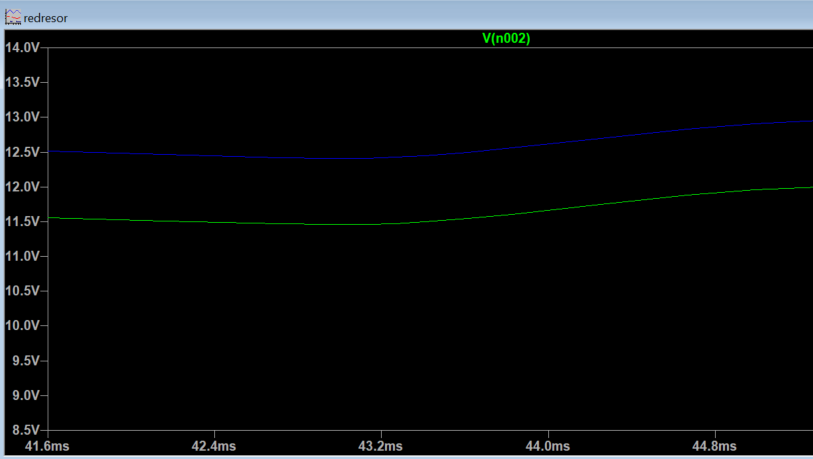 redresor
V(n002)
14.0V
13.5V
13.0V
12.5V
12.0V
11.5V
11.0V
10.5V
10.0V
9.5V
9.0V
8.5V
41.6ms 42.4ms 43.2ms 44.0ms 44.8ms